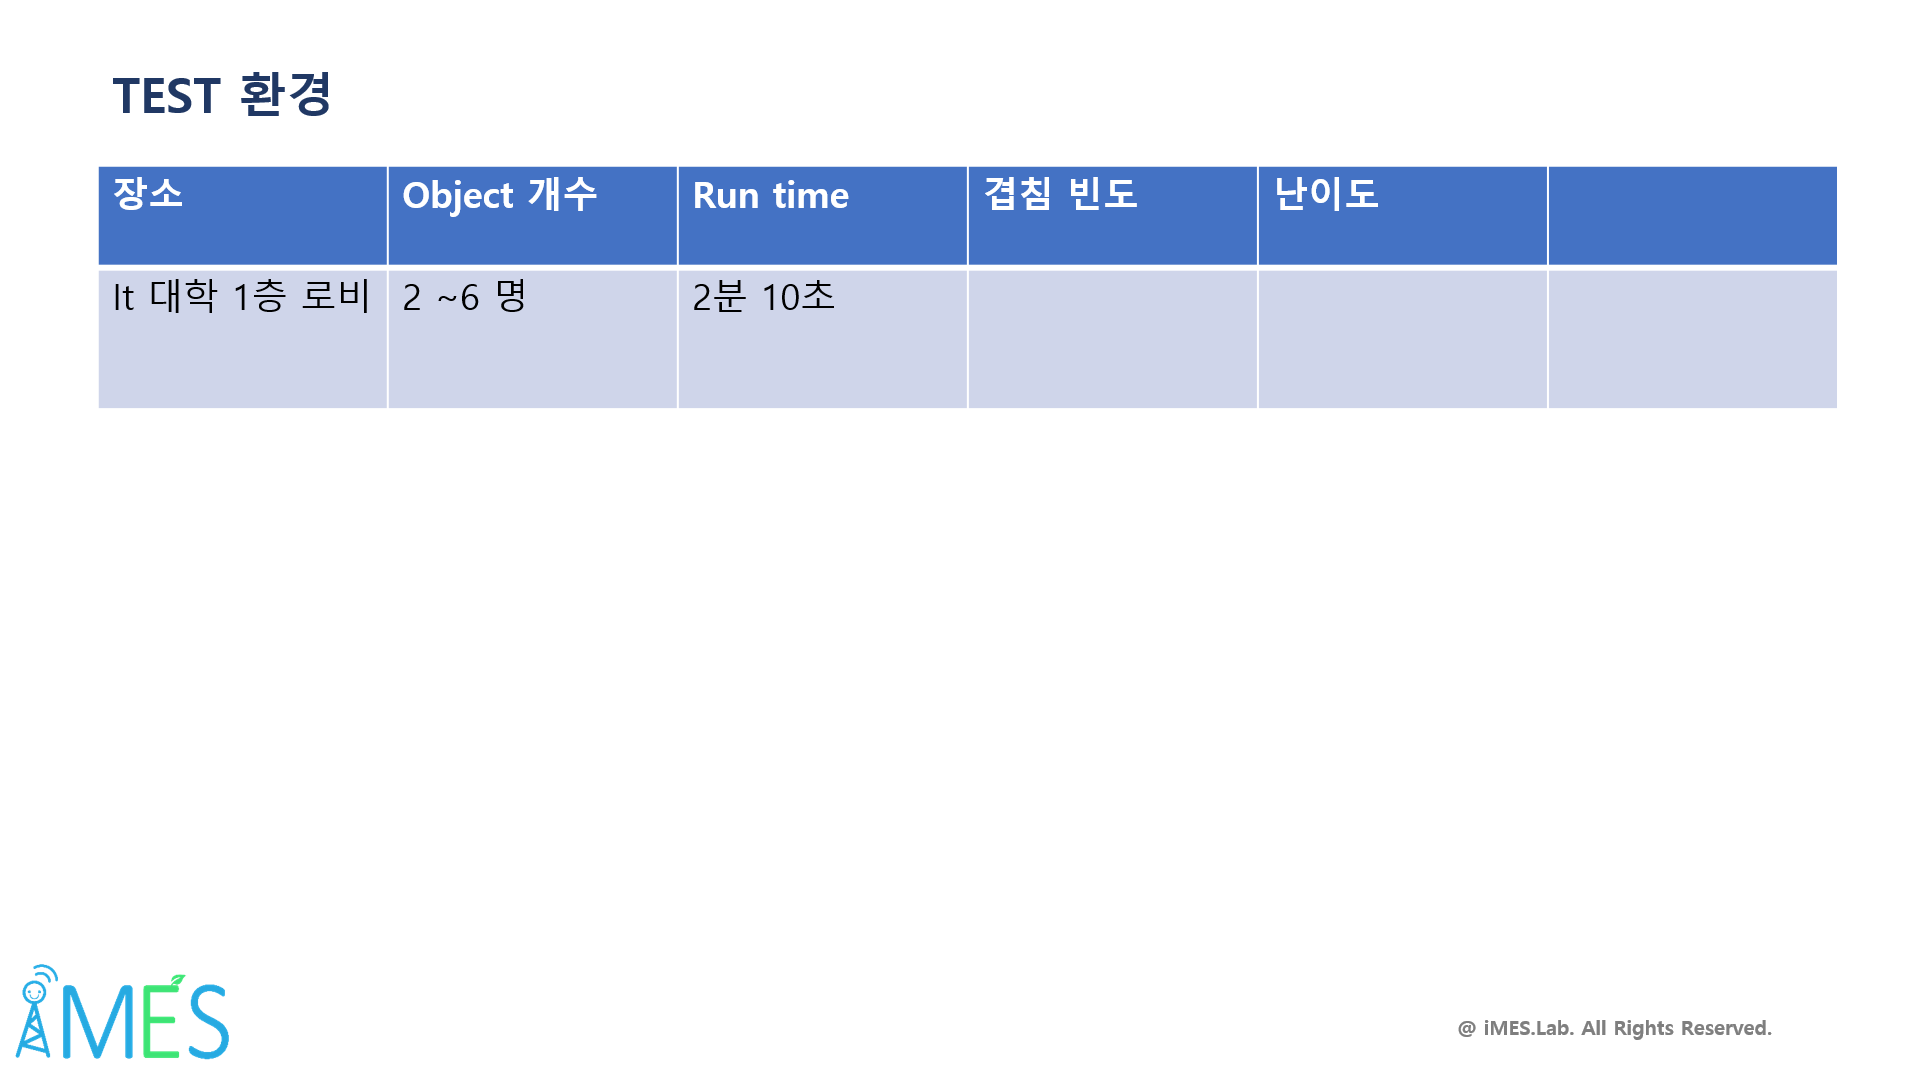 TEST 환경
장소 Object 개수 Run time 겹침 빈도 난이도
It 대학 1층 로비 2 ~6 명 2분 10초
iMES
@ iMES.Lab. All Rights Reserved.